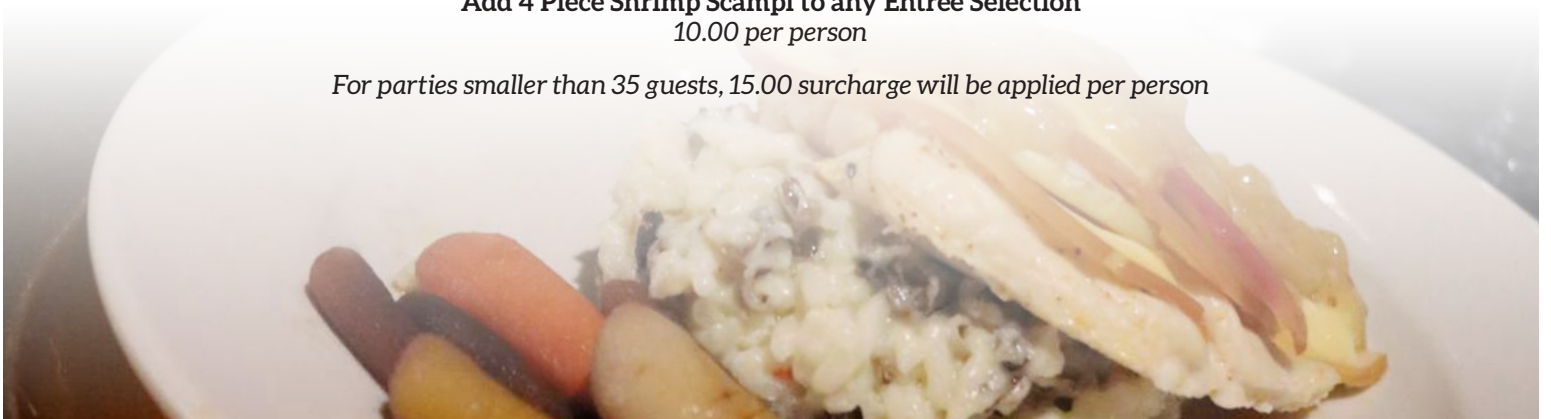 Add 4 Piece Shrimp Scampi to any Entrée Selection
10.00 per person
For parties smaller than 35 guests, 15.00 surcharge will be applied per person